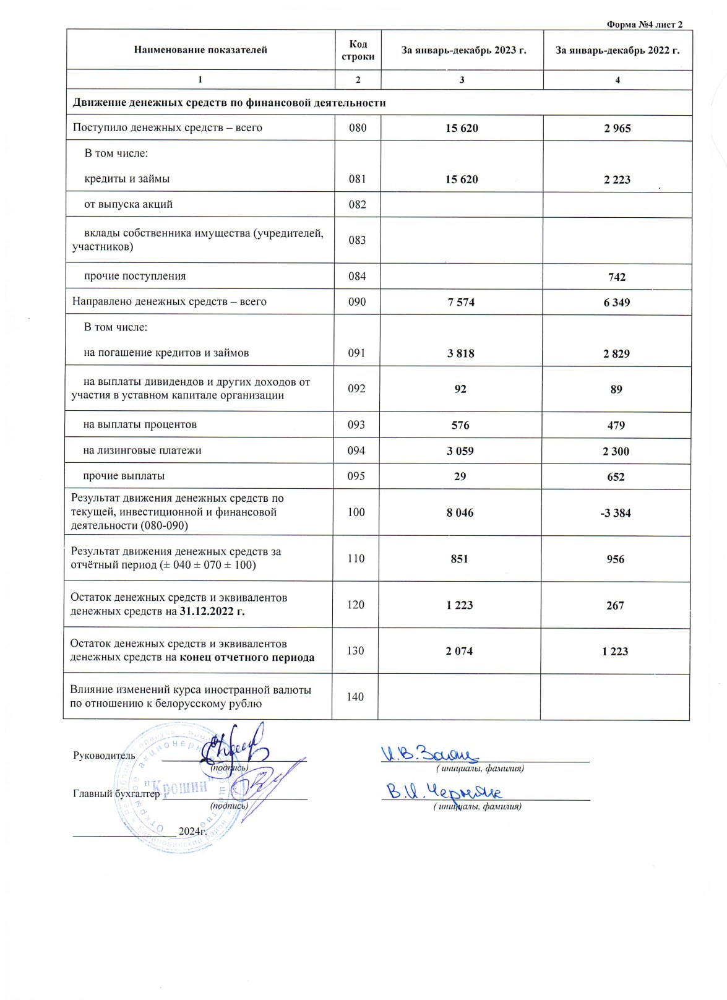 Форма №4 лист 2
Наименование показателей
Код строки
За январь-декабрь 2023 г.
За январь-декабрь 2022 г.
1 2 3 4
Движение денежных средств по финансовой деятельности
Поступило денежных средств – всего 080 15 620 2 965
В том числе:
кредиты и займы 081 15 620 2 223
от выпуска акций 082
вклады собственника имущества (учредителей,
участников) 083
прочие поступления 084 742
Направлено денежных средств – всего 090 7 574 6 349
В том числе:
на погашение кредитов и займов 091 3 818 2 829
на выплаты дивидендов и других доходов от
участия в уставном капитале организации 092 92 89
на выплаты процентов 093 576 479
на лизинговые платежи 094 3 059 2 300
прочие выплаты 095 29 652
Результат движения денежных средств по
текущей, инвестиционной и финансовой
деятельности (080-090) 100 8 046 -3 384
Результат движения денежных средств за
отчётный период (± 040 ± 070 ± 100) 110 851 956
Остаток денежных средств и эквивалентов
денежных средств на 31.12.2022 г. 120 1 223 267
Остаток денежных средств и эквивалентов
денежных средств на конец отчетного периода 130 2 074 1 223
Влияние изменений курса иностранной валюты
по отношению к белорусскому рублю 140
Руководитель И.В.Заяц
(подпись) ( инициалы, фамилия)
"Крошин"
Открытое акционерное общество
Главный бухгалтер В.И.Черняк
(подпись) ( инициалы, фамилия)
2024г.
Барановичский район